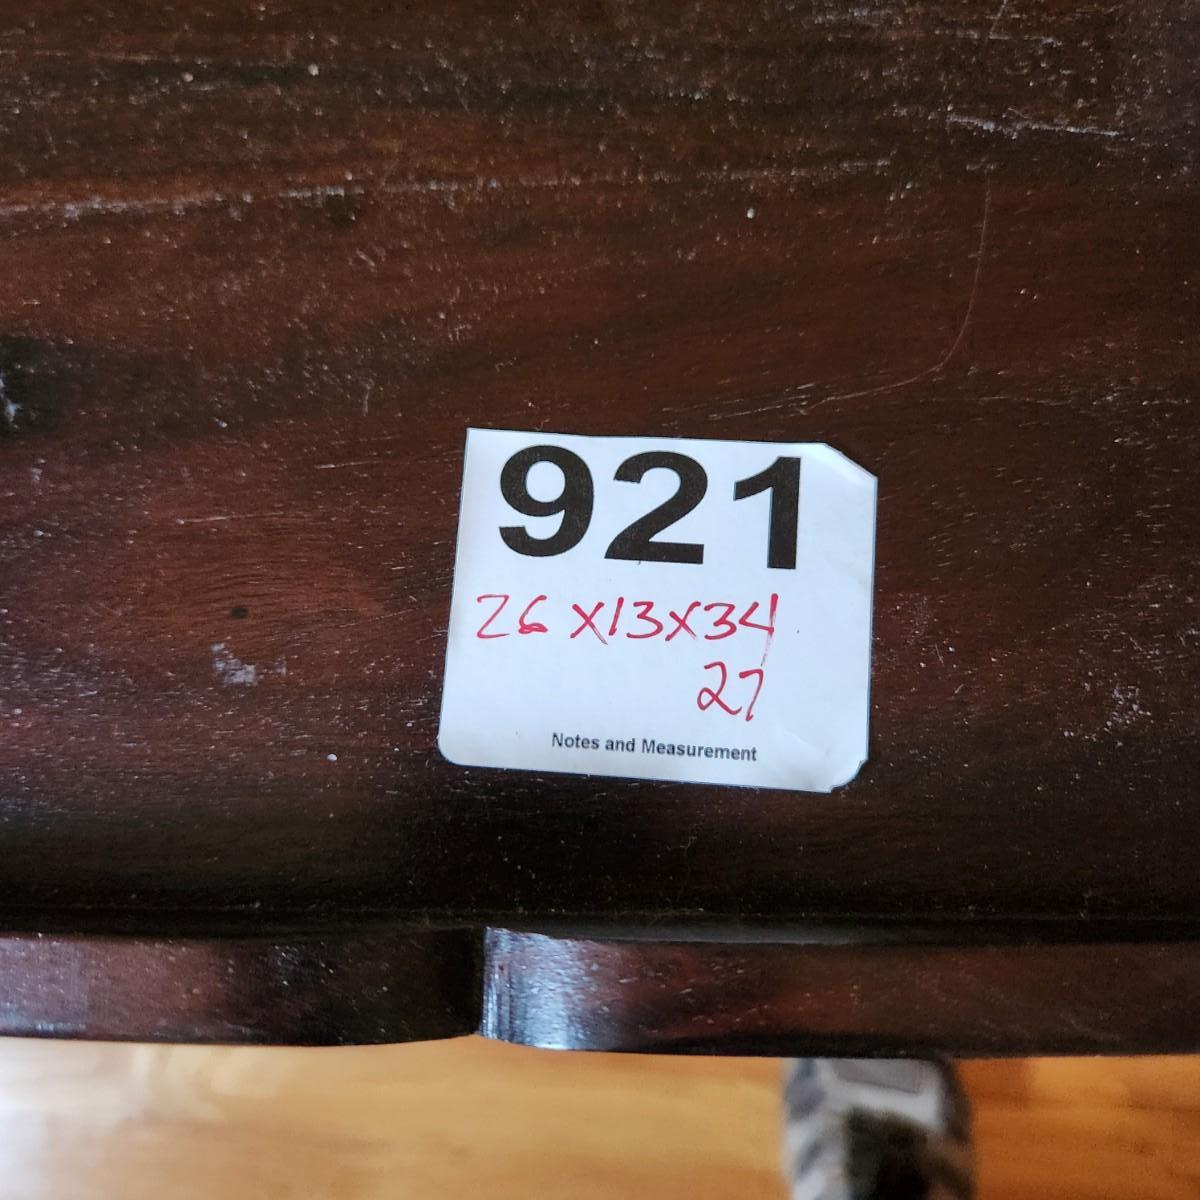 921
26 x13x34
27
Notes and Measurement